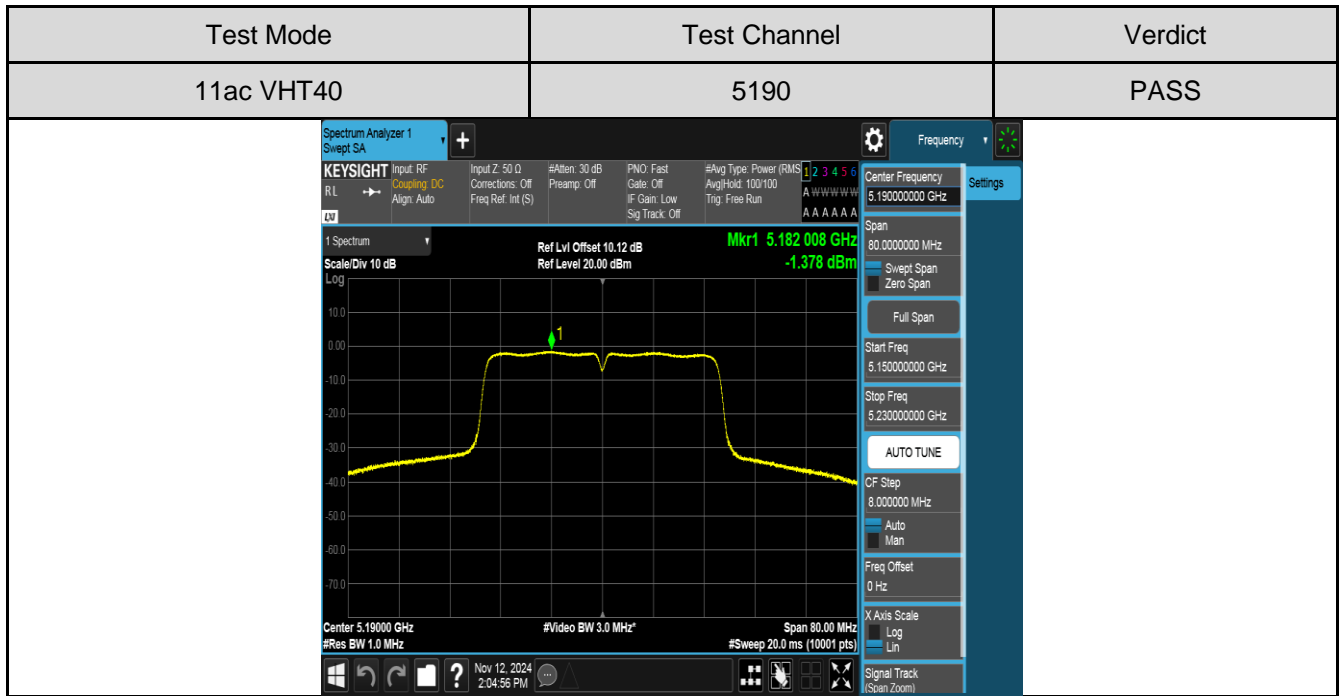 Test Mode Test Channel Verdict
11ac VHT40 5190 PASS
Spectrum Analyzer 1
Swept SA
Frequency
KEYSIGHT
R L
LXI
Input: RF
Coupling: DC
Align: Auto
Input Z: 50 Ω
Corrections: Off
Freq Ref: Int (S)
#Atten: 30 dB
Preamp: Off
PNO: Fast
Gate: Off
IF Gain: Low
Sig Track: Off
#Avg Type: Power (RMS
Avg|Hold: 100/100
Trig: Free Run
1 2 3 4 5 6
A W W W W W
A A A A A A
1 Spectrum
Scale/Div 10 dB
Ref Lvl Offset 10.12 dB
Ref Level 20.00 dBm
Mkr1 5.182 008 GHz
-1.378 dBm
Log
10.0
0.00
-10.0
-20.0
-30.0
-40.0
-50.0
-60.0
-70.0
1
Center 5.19000 GHz
#Video BW 3.0 MHz*
Span 80.00 MHz
#Res BW 1.0 MHz
#Sweep 20.0 ms (10001 pts)
?
Nov 12, 2024
2:04:56 PM
Center Frequency
5.190000000 GHz
Settings
Span
80.0000000 MHz
Swept Span
Zero Span
Full Span
Start Freq
5.150000000 GHz
Stop Freq
5.230000000 GHz
AUTO TUNE
CF Step
8.000000 MHz
Auto
Man
Freq Offset
0 Hz
X Axis Scale
Log
Lin
Signal Track
(Span Zoom)